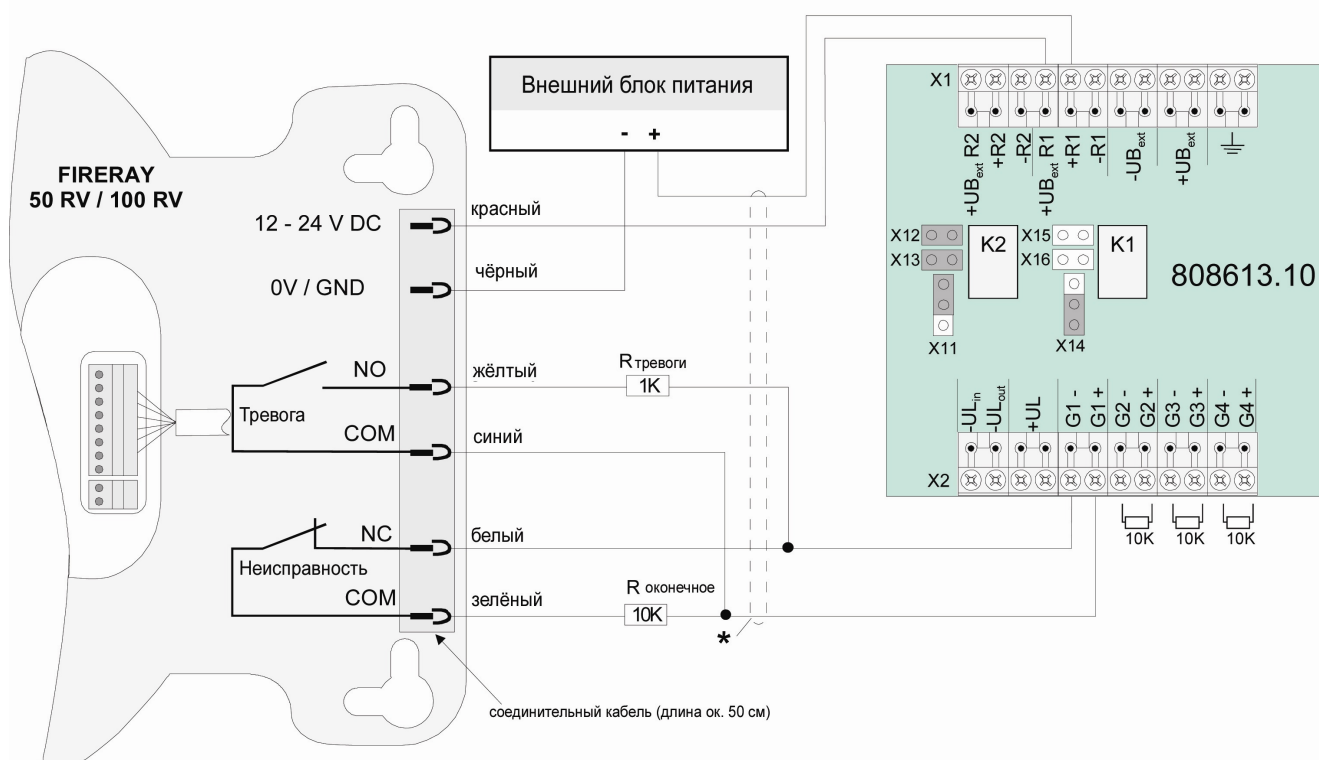 FIRERAY
50 RV / 100 RV
12 - 24 V DC
0V / GND
NO
Тревога
COM
NC
Неисправность
COM
красный
чёрный
жёлтый
синий
белый
зелёный
соединительный кабель (длина ок. 50 см)
Внешний блок питания
- +
R тревоги
1K
R оконечное
10K
*
X1
+UBext R2
+R2
-R2
+UBext R1
+R1
-R1
-UBext
+UBext
X12
X13
X11
K2
X15
X16
X14
K1
808613.10
-ULin
-ULout
+UL
G1 -
G1 +
G2 -
G2 +
G3 -
G3 +
G4 -
G4 +
X2
10K
10K
10K